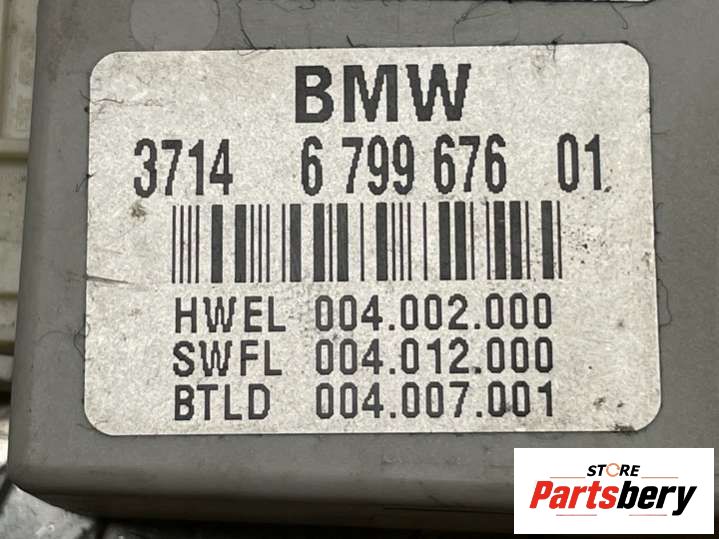 BMW
3714 6 799 676 01
HWEL 004.002.000
SWFL 004.012.000
BTLD 004.007.001
STORE
Partsbery